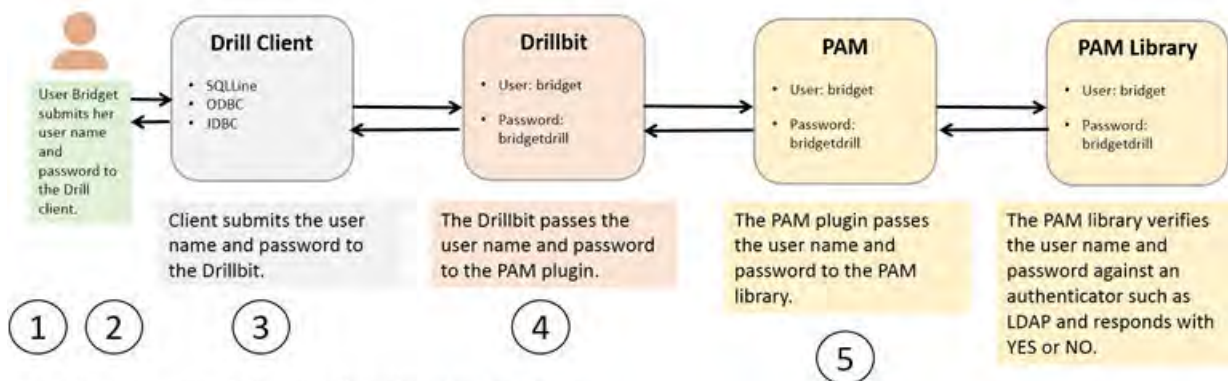 User Bridget
submits her
user name
and
password to
the Drill
client.
Drill Client
• SQLLine
• ODBC
• JDBC
Client submits the user
name and password to
the Drillbit.
Drillbit
• User: bridget
• Password:
bridgetdrill
The Drillbit passes the
user name and password
to the PAM plugin.
PAM
• User: bridget
• Password:
bridgetdrill
The PAM plugin passes
the user name and
password to the PAM
library.
PAM Library
• User: bridget
• Password:
bridgetdrill
The PAM library verifies
the user name and
password against an
authenticator such as
LDAP and responds with
YES or NO.
1 2 3 4 5